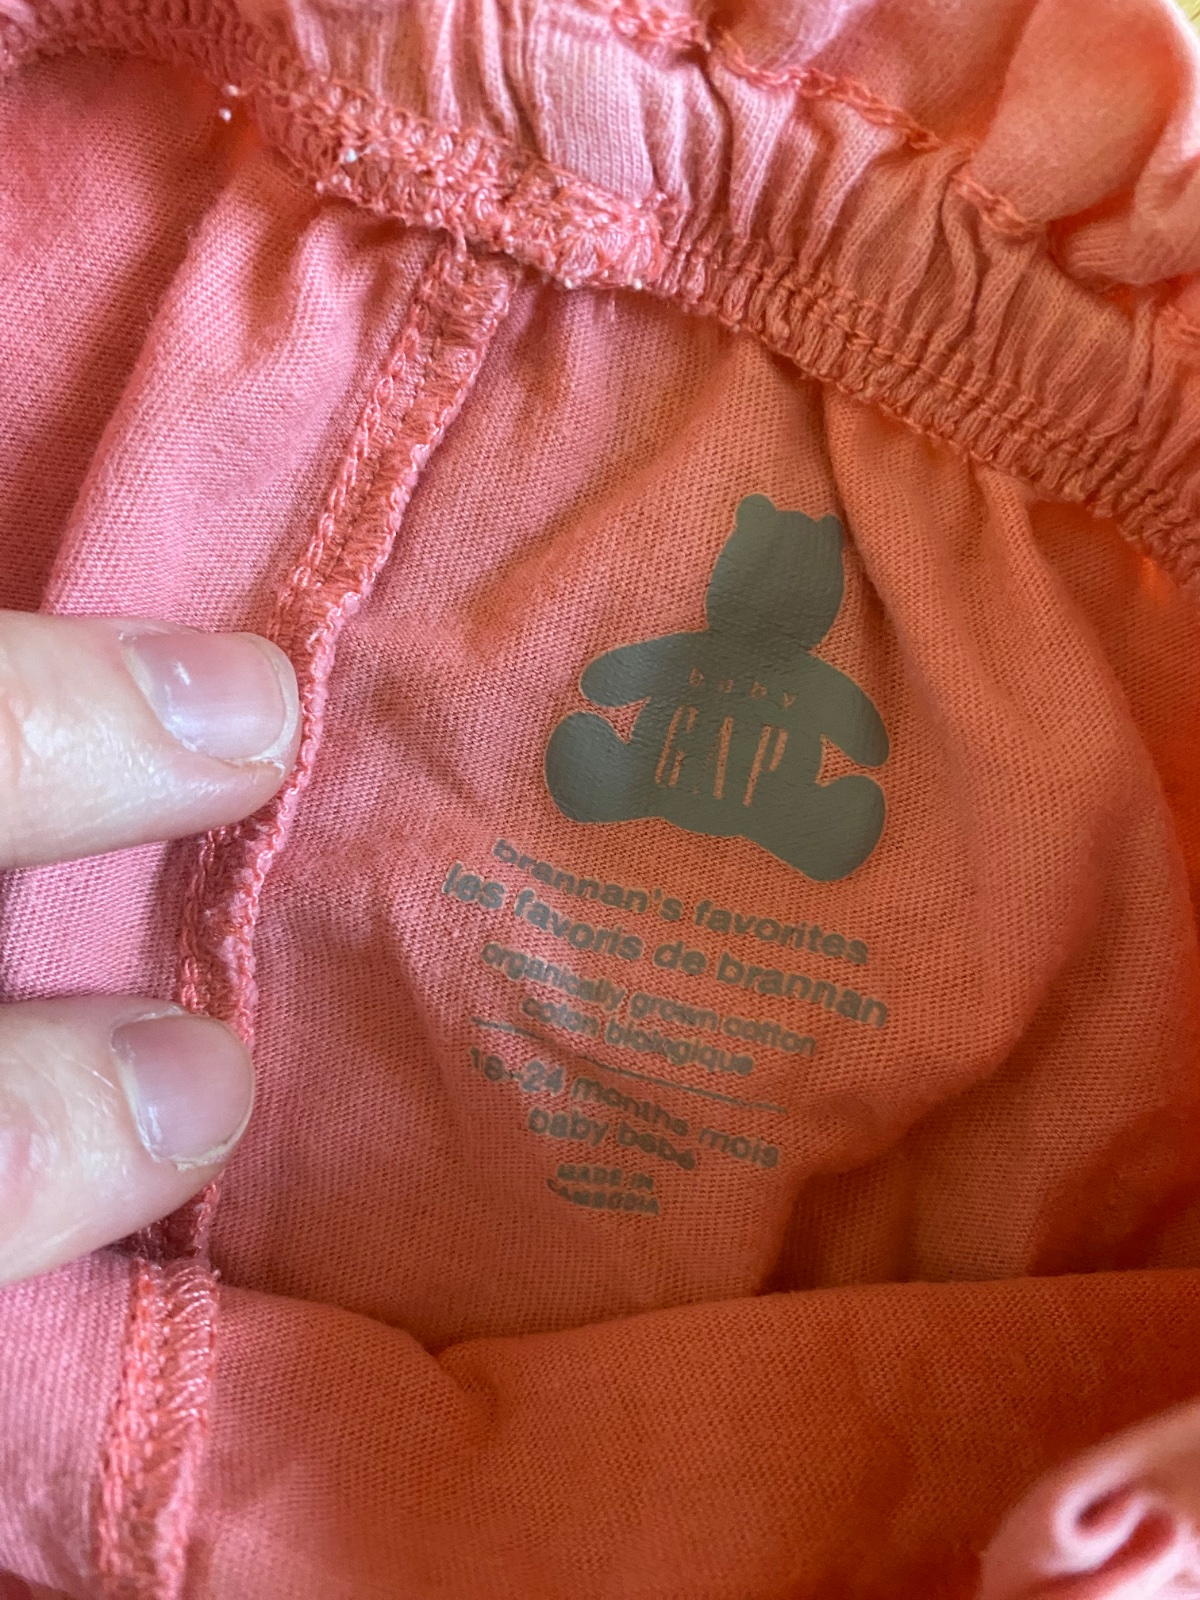 baby
GAP
brannan's favorites
les favoris de brannan
organically grown cotton
coton biologique
18-24 months mois
baby bébé
MADE IN
CAMBODIA